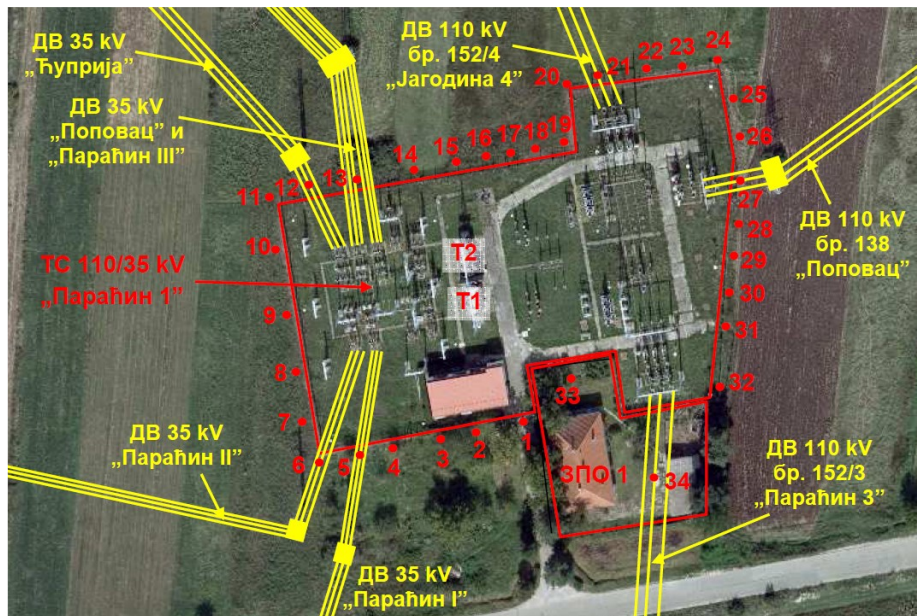 ДВ 35 kV
„Ћуприја”
ДВ 35 kV
„Поповац” и
„Параћин III”
ДВ 110 kV
бр. 152/4
„Јагодина 4”
20
21
22
23
24
25
26
27
28
29
30
31
32
19
18
17
16
15
14
13
12
11
10
9
8
7
6
5
4
3
2
1
33
34
ТС 110/35 kV
„Параћин 1”
Т2
Т1
ЗПО 1
ДВ 110 kV
бр. 138
„Поповац”
ДВ 35 kV
„Параћин II”
ДВ 35 kV
„Параћин I”
ДВ 110 kV
бр. 152/3
„Параћин 3”